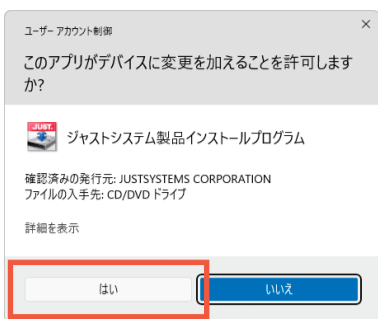 ユーザー アカウント制御
このアプリがデバイスに変更を加えることを許可します
か?
JUST.
ジャストシステム製品インストールプログラム
確認済みの発行元: JUSTSYSTEMS CORPORATION
ファイルの入手先: CD/DVD ドライブ
詳細を表示
はい
いいえ